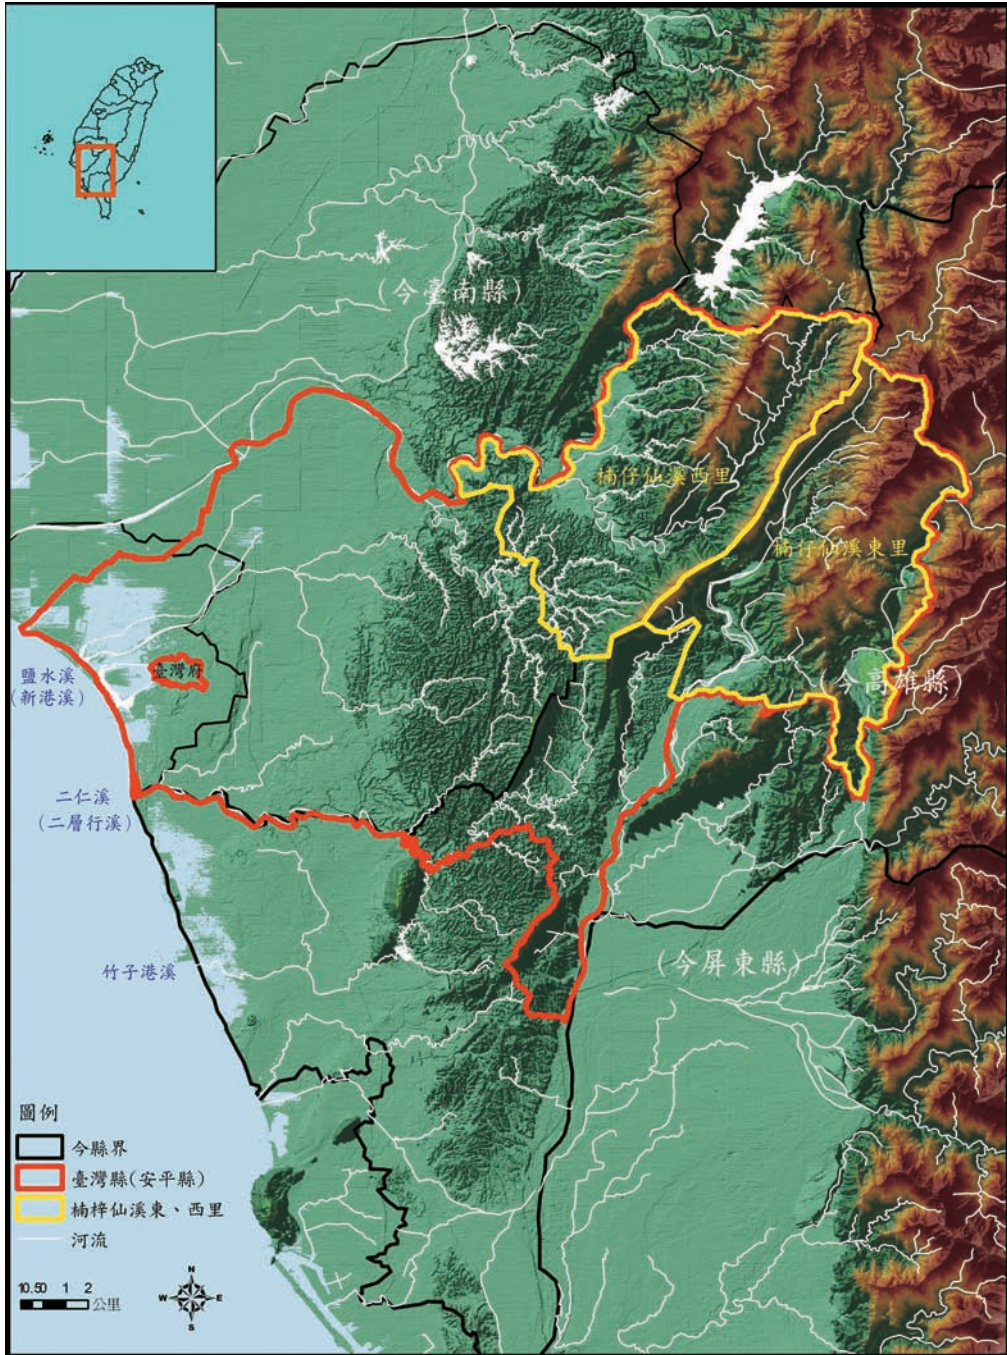 (今臺南縣)
楠仔仙溪西里
楠仔仙溪東里
臺灣府
鹽水溪
(新港溪)
(今高雄縣)
二仁溪
(二層行溪)
竹子港溪
(今屏東縣)
圖例
今縣界
臺灣縣(安平縣)
楠梓仙溪東、西里
河流
10.50 1 2
公里
N
W E
S